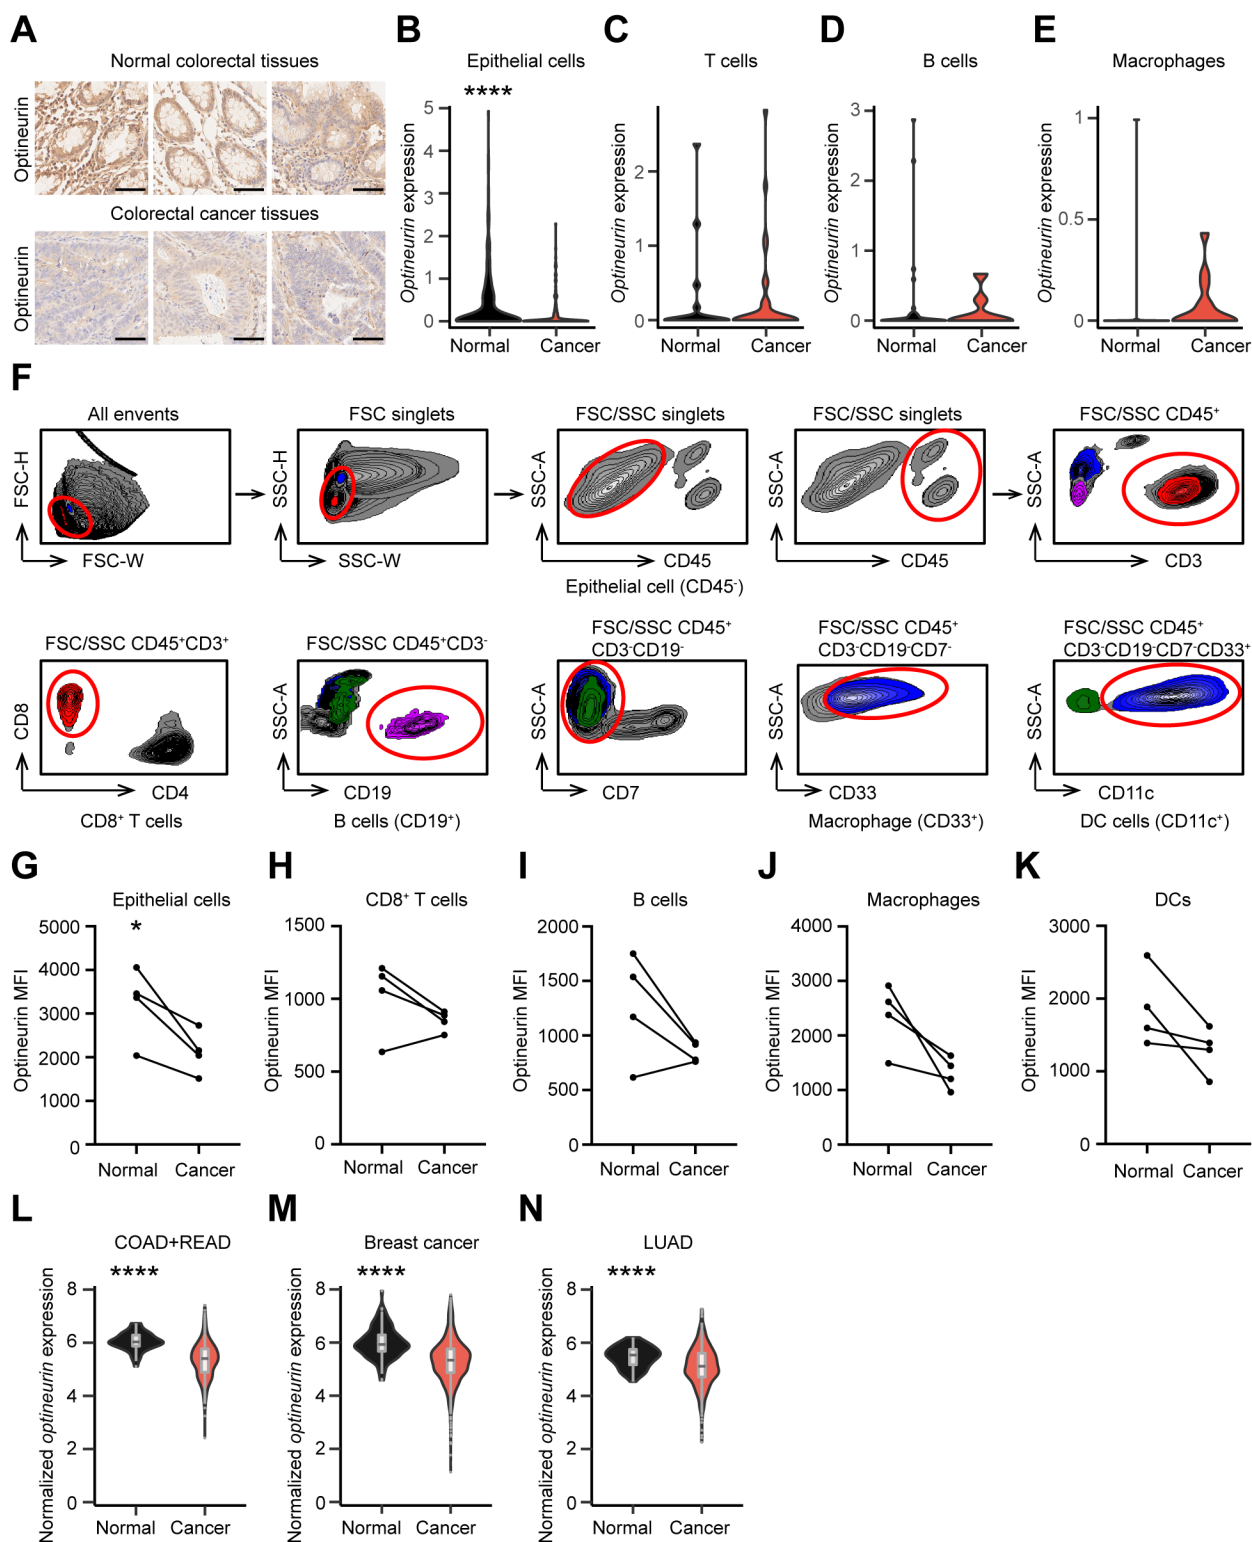 A
B
C
D
E
Normal colorectal tissues
Epithelial cells
T cells
B cells
Macrophages
Optineurin
Colorectal cancer tissues
Optineurin
****
Optineurin expression
5
4
3
2
1
0
Normal
Cancer
Optineurin expression
2
1
0
Normal
Cancer
Optineurin expression
3
2
1
0
Normal
Cancer
Optineurin expression
1
0.5
0
Normal
Cancer
F
All envents
FSC-H
FSC-W
FSC singlets
SSC-H
SSC-W
FSC/SSC singlets
SSC-A
CD45
Epithelial cell (CD45⁻)
FSC/SSC singlets
SSC-A
CD45
FSC/SSC CD45⁺
SSC-A
CD3
FSC/SSC CD45⁺CD3⁺
CD8
CD4
CD8⁺ T cells
FSC/SSC CD45⁺CD3⁻
SSC-A
CD19
B cells (CD19⁺)
FSC/SSC CD45⁺
CD3⁻CD19⁻
SSC-A
CD7
FSC/SSC CD45⁺
CD3⁻CD19⁻CD7⁻
SSC-A
CD33
Macrophage (CD33⁺)
FSC/SSC CD45⁺
CD3⁻CD19⁻CD7⁻CD33⁺
SSC-A
CD11c
DC cells (CD11c⁺)
G
Epithelial cells
*
Optineurin MFI
5000
4000
3000
2000
1000
0
Normal
Cancer
H
CD8⁺ T cells
Optineurin MFI
1500
1000
500
0
Normal
Cancer
I
B cells
Optineurin MFI
2000
1500
1000
500
0
Normal
Cancer
J
Macrophages
Optineurin MFI
4000
3000
2000
1000
0
Normal
Cancer
K
DCs
Optineurin MFI
3000
2000
1000
0
Normal
Cancer
L
COAD+READ
****
Normalized optineurin expression
8
6
4
2
0
Normal
Cancer
M
Breast cancer
****
Normalized optineurin expression
8
6
4
2
0
Normal
Cancer
N
LUAD
****
Normalized optineurin expression
8
6
4
2
0
Normal
Cancer